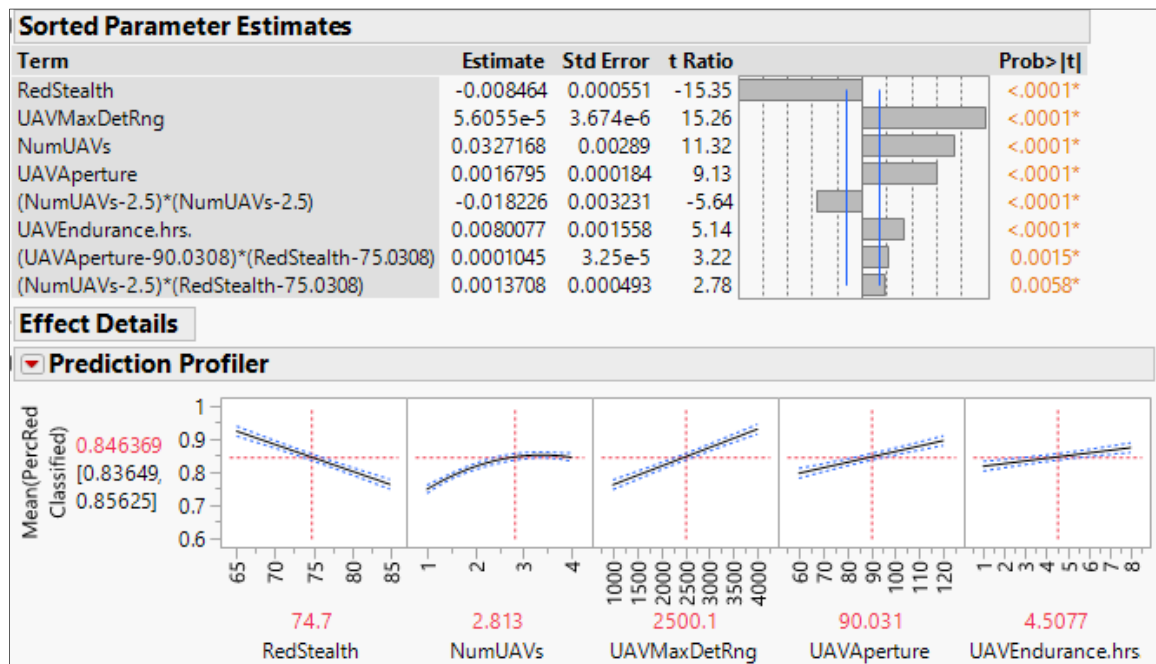 Sorted Parameter Estimates
Term Estimate Std Error t Ratio Prob>|t|
RedStealth -0.008464 0.000551 -15.35 <.0001*
UAVMaxDetRng 5.6055e-5 3.674e-6 15.26 <.0001*
NumUAVs 0.0327168 0.00289 11.32 <.0001*
UAVAperture 0.0016795 0.000184 9.13 <.0001*
(NumUAVs-2.5)*(NumUAVs-2.5) -0.018226 0.003231 -5.64 <.0001*
UAVEndurance.hrs. 0.0080077 0.001558 5.14 <.0001*
(UAVAperture-90.0308)*(RedStealth-75.0308) 0.0001045 3.25e-5 3.22 0.0015*
(NumUAVs-2.5)*(RedStealth-75.0308) 0.0013708 0.000493 2.78 0.0058*
Effect Details
Prediction Profiler
Mean(PercRed
Classified)
0.846369
[0.83649,
0.85625]
1
0.9
0.8
0.7
0.6
65 70 75 80 85
1 2 3 4
1000 1500 2000 2500 3000 3500 4000
60 70 80 90 100 110 120
1 2 3 4 5 6 7 8
74.7 2.813 2500.1 90.031 4.5077
RedStealth NumUAVs UAVMaxDetRng UAVAperture UAVEndurance.hrs